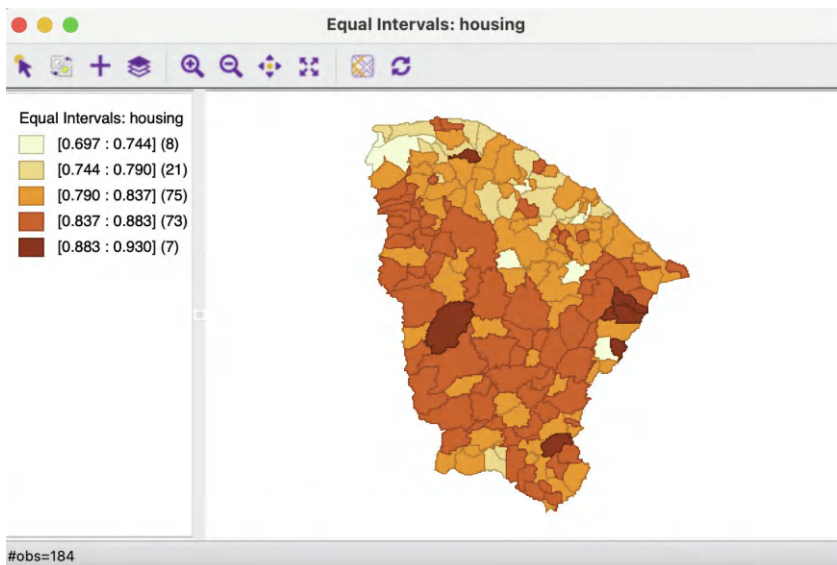 Equal Intervals: housing
Equal Intervals: housing
[0.697 : 0.744] (8)
[0.744 : 0.790] (21)
[0.790 : 0.837] (75)
[0.837 : 0.883] (73)
[0.883 : 0.930] (7)
#obs=184